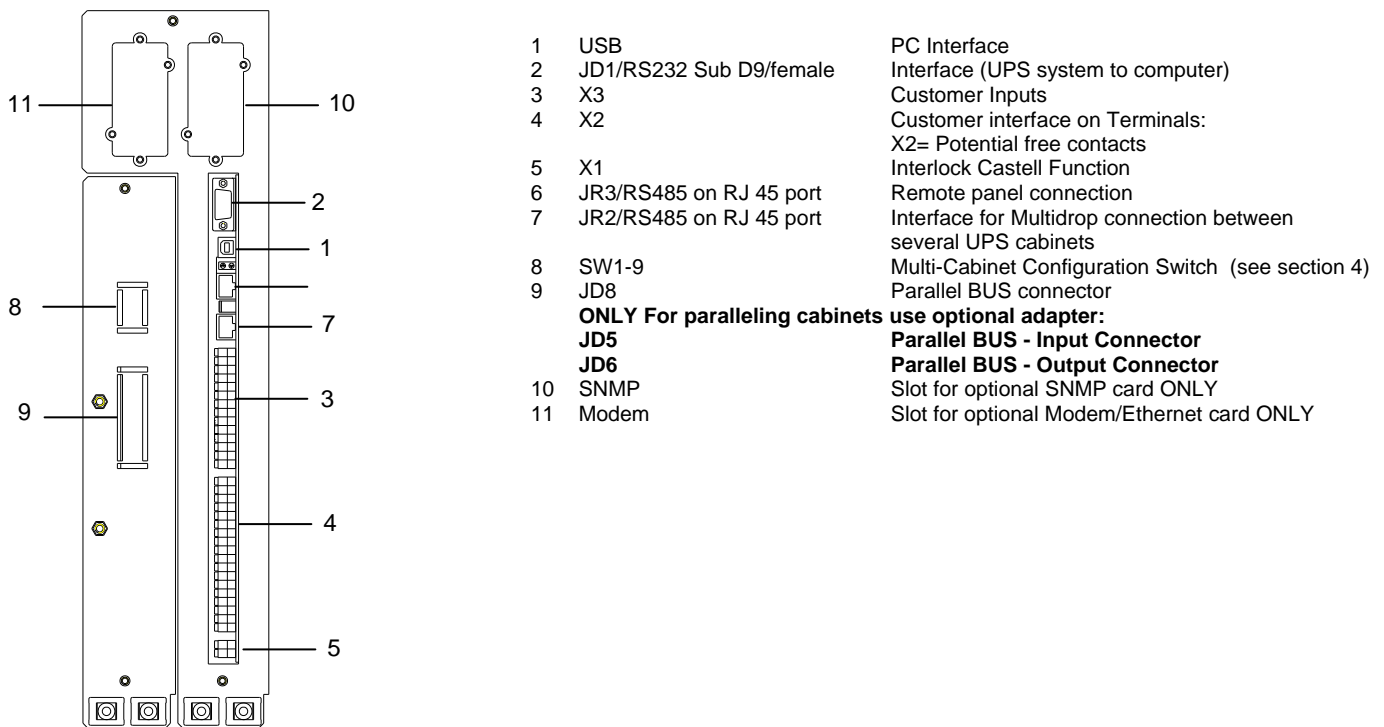 11
10
2
1
8
7
9
3
4
5
1 USB PC Interface
2 JD1/RS232 Sub D9/female Interface (UPS system to computer)
3 X3 Customer Inputs
4 X2 Customer interface on Terminals:
X2= Potential free contacts
5 X1 Interlock Castell Function
6 JR3/RS485 on RJ 45 port Remote panel connection
7 JR2/RS485 on RJ 45 port Interface for Multidrop connection between
several UPS cabinets
8 SW1-9 Multi-Cabinet Configuration Switch (see section 4)
9 JD8 Parallel BUS connector
ONLY For paralleling cabinets use optional adapter:
JD5 Parallel BUS - Input Connector
JD6 Parallel BUS - Output Connector
10 SNMP Slot for optional SNMP card ONLY
11 Modem Slot for optional Modem/Ethernet card ONLY